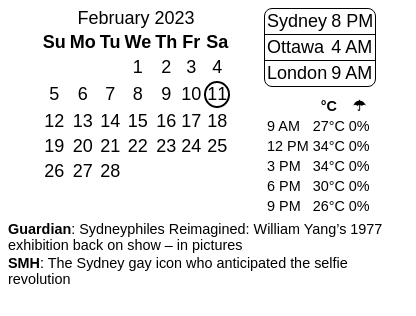 February 2023
Su Mo Tu We Th Fr Sa
1 2 3 4
5 6 7 8 9 10 11
12 13 14 15 16 17 18
19 20 21 22 23 24 25
26 27 28
Sydney 8 PM
Ottawa 4 AM
London 9 AM
°C ☂
9 AM 27°C 0%
12 PM 34°C 0%
3 PM 34°C 0%
6 PM 30°C 0%
9 PM 26°C 0%
Guardian: Sydneyphiles Reimagined: William Yang’s 1977
exhibition back on show – in pictures
SMH: The Sydney gay icon who anticipated the selfie
revolution